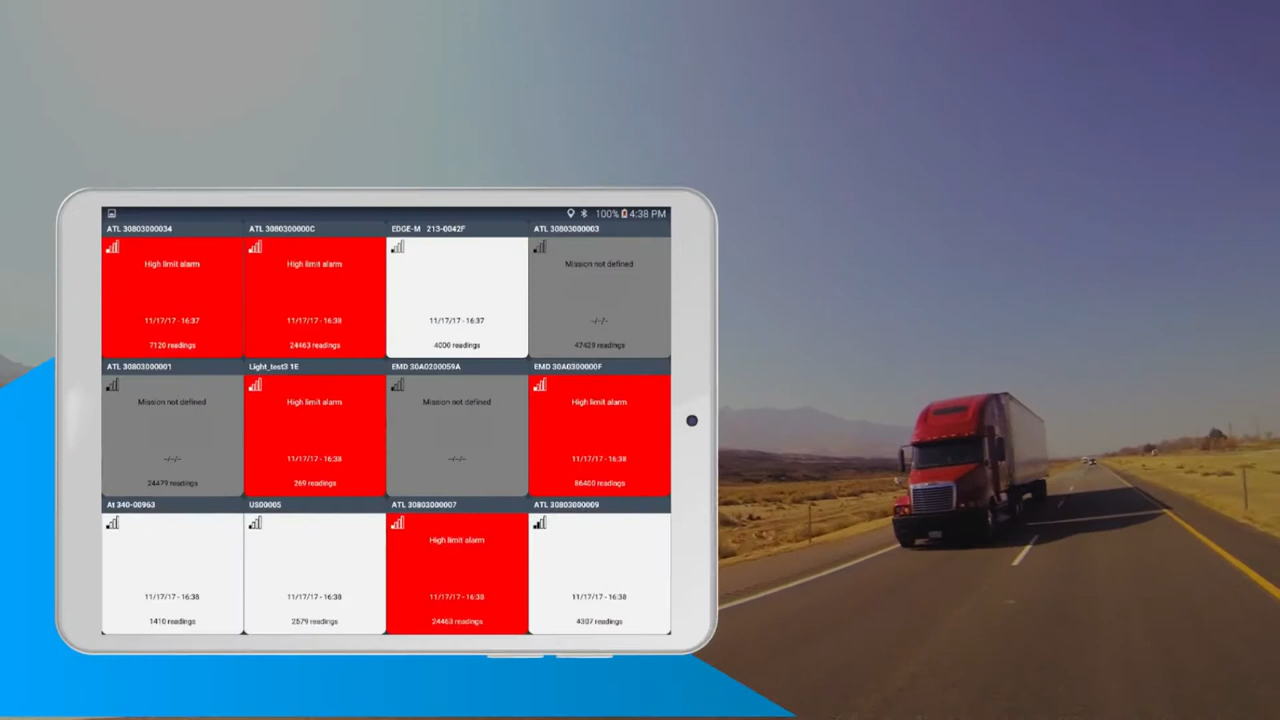 100% 4:38 PM
ATL 30803000034
ATL 3080300000C
EDGE-M 213-0042F
ATL 30803000003
High limit alarm
High limit alarm
Mission not defined
11/17/17 - 16:37
11/17/17 - 16:38
11/17/17 - 16:37
--/--/--
7120 readings
24463 readings
4000 readings
47429 readings
ATL 30803000001
Light_test3 1E
EMD 30A0200059A
EMD 30A0300000F
Mission not defined
High limit alarm
Mission not defined
High limit alarm
--/--/--
11/17/17 - 16:38
--/--/--
11/17/17 - 16:38
24479 readings
269 readings
86400 readings
At 340-00963
USD0005
ATL 30803000007
ATL 30803000009
High limit alarm
11/17/17 - 16:38
11/17/17 - 16:38
11/17/17 - 16:38
11/17/17 - 16:38
1410 readings
2579 readings
24463 readings
4307 readings